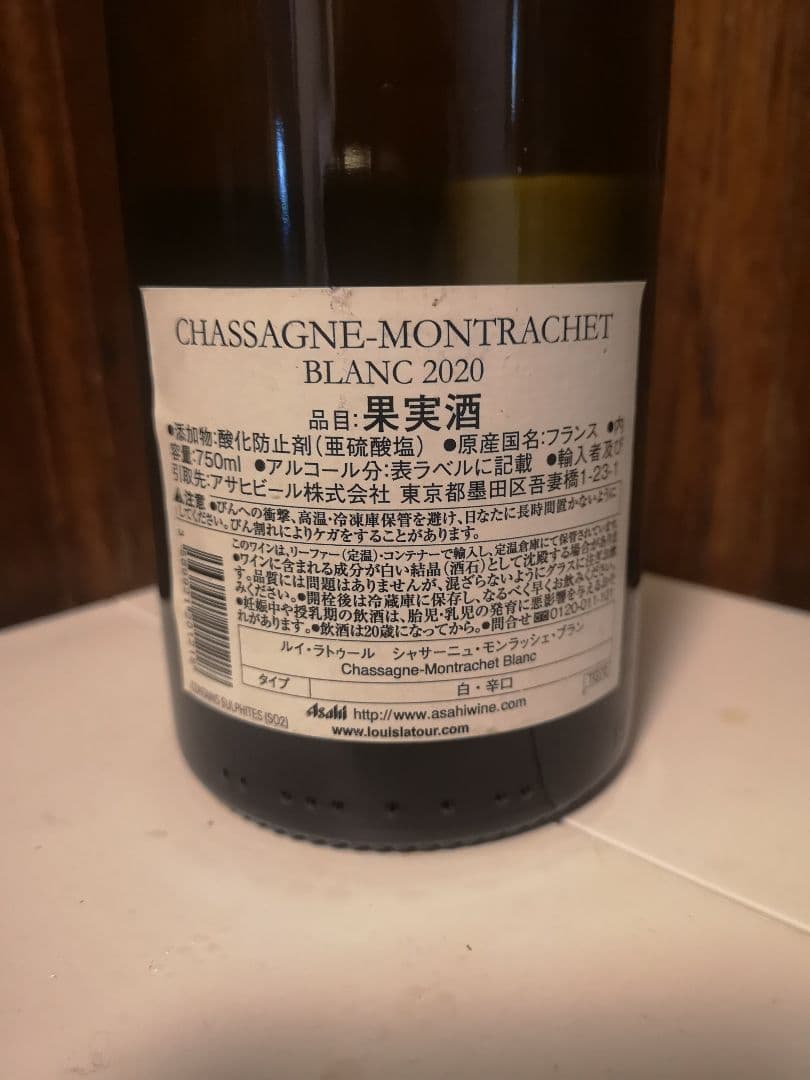 CHASSAGNE-MONTRACHET
BLANC 2020
品目:果実酒
●添加物:酸化防止剤(亜硫酸塩) ●原産国名:フランス ●内
容量:750ml ●アルコール分:表ラベルに記載 ●輸入者及び
引取先:アサヒビール株式会社 東京都墨田区吾妻橋1-23-1
▲注意 ●びんへの衝撃、高温・冷凍庫保管を避け、日なたに長時間置かないように
してください。びん割れによりケガをすることがあります。
このワインは、リーファー(定温)・コンテナーで輸入し、定温倉庫にて保管されています
●ワインに含まれる成分が白い結晶(酒石)として沈殿する場合がありま
す。品質には問題はありませんが、混ざらないようにグラスに注ぎお飲
みください。●開栓後は冷蔵庫に保存し、なるべく早くお飲みください。
●妊娠中や授乳期の飲酒は、胎児・乳児の発育に悪影響を与えるおそ
れがあります。●飲酒は20歳になってから。●問合せ 0120-011-121
ルイ・ラトゥール シャサーニュ・モンラッシェ・ブラン
Chassagne-Montrachet Blanc
タイプ 白・辛口
CONTAINS SULPHITES (SO2)
Asahi http://www.asahiwine.com
www.louislatour.com